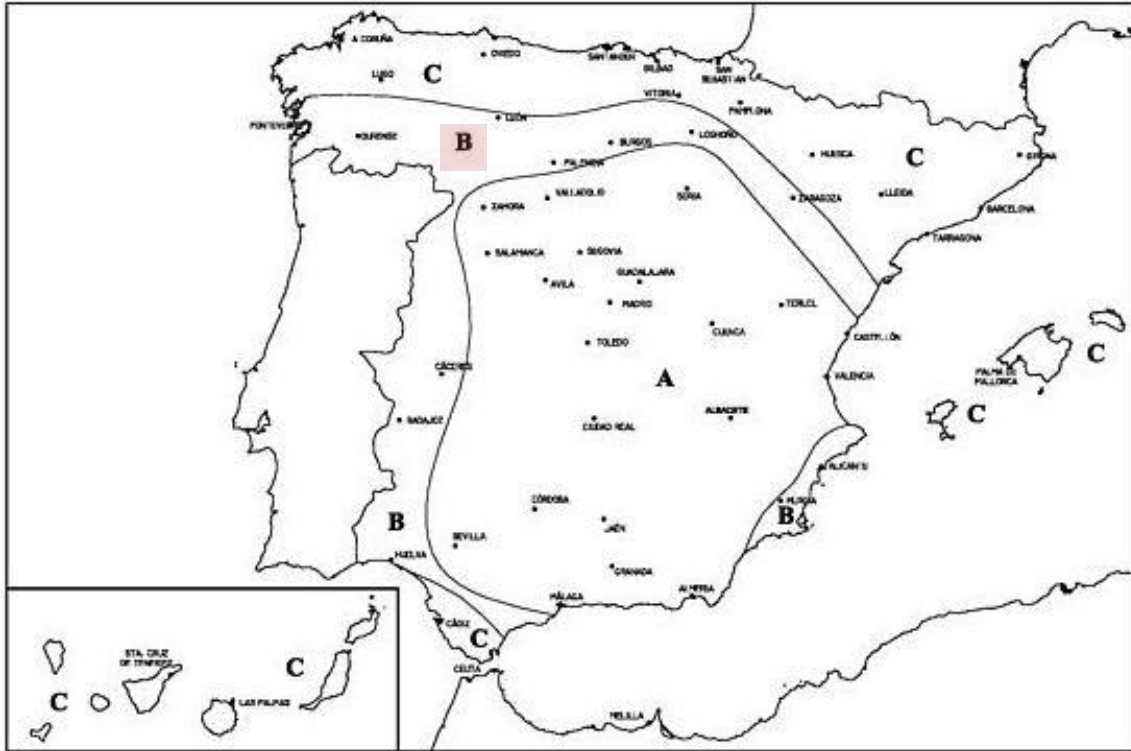 A CORUÑA
OVIEDO
SANTANDER
BILBAO
SAN
SEBASTIAN
LUGO
C
VITORIA
PAMPLONA
PONTEVEDRA
LEÓN
OURENSE
B
BURGOS
LOGROÑO
HUESCA
C
GIRONA
PALENCIA
VALLADOLID
SORIA
ZARAGOZA
LLEIDA
ZAMORA
BARCELONA
TARRAGONA
SALAMANCA
SEGOVIA
GUADALAJARA
AVILA
MADRID
TERUEL
CUENCA
TOLEDO
CASTELLÓN
C
CÁCERES
A
VALENCIA
PALMA DE
MALLORCA
BADAJOZ
CIUDAD REAL
ALBACETE
C
ALICANTE
CÓRDOBA
MURCIA
B
B
JAÉN
SEVILLA
HUELVA
GRANADA
MÁLAGA
ALMERIA
CÁDIZ
C
CEUTA
MELILLA
STA. CRUZ
DE TENERIFE
C
C
LAS PALMAS